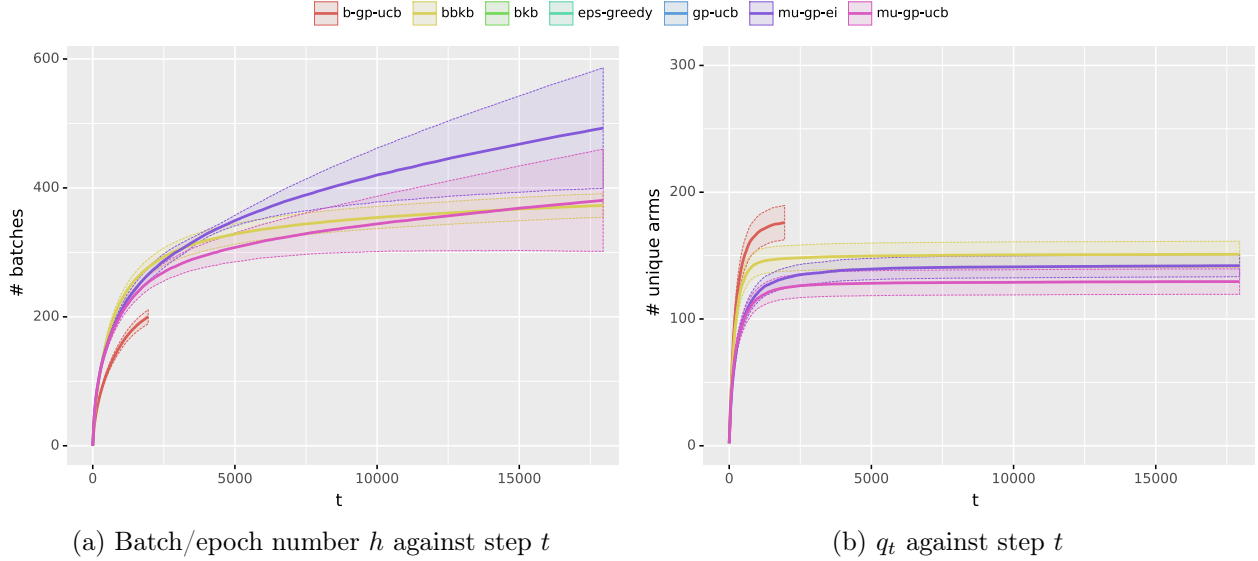 b-gp-ucb bbkb bkb eps-greedy gp-ucb mu-gp-ei mu-gp-ucb
600
400
200
0
# batches
0 5000 10000 15000
t
300
200
100
0
# unique arms
0 5000 10000 15000
t
(a) Batch/epoch number h against step t
(b) qt against step t